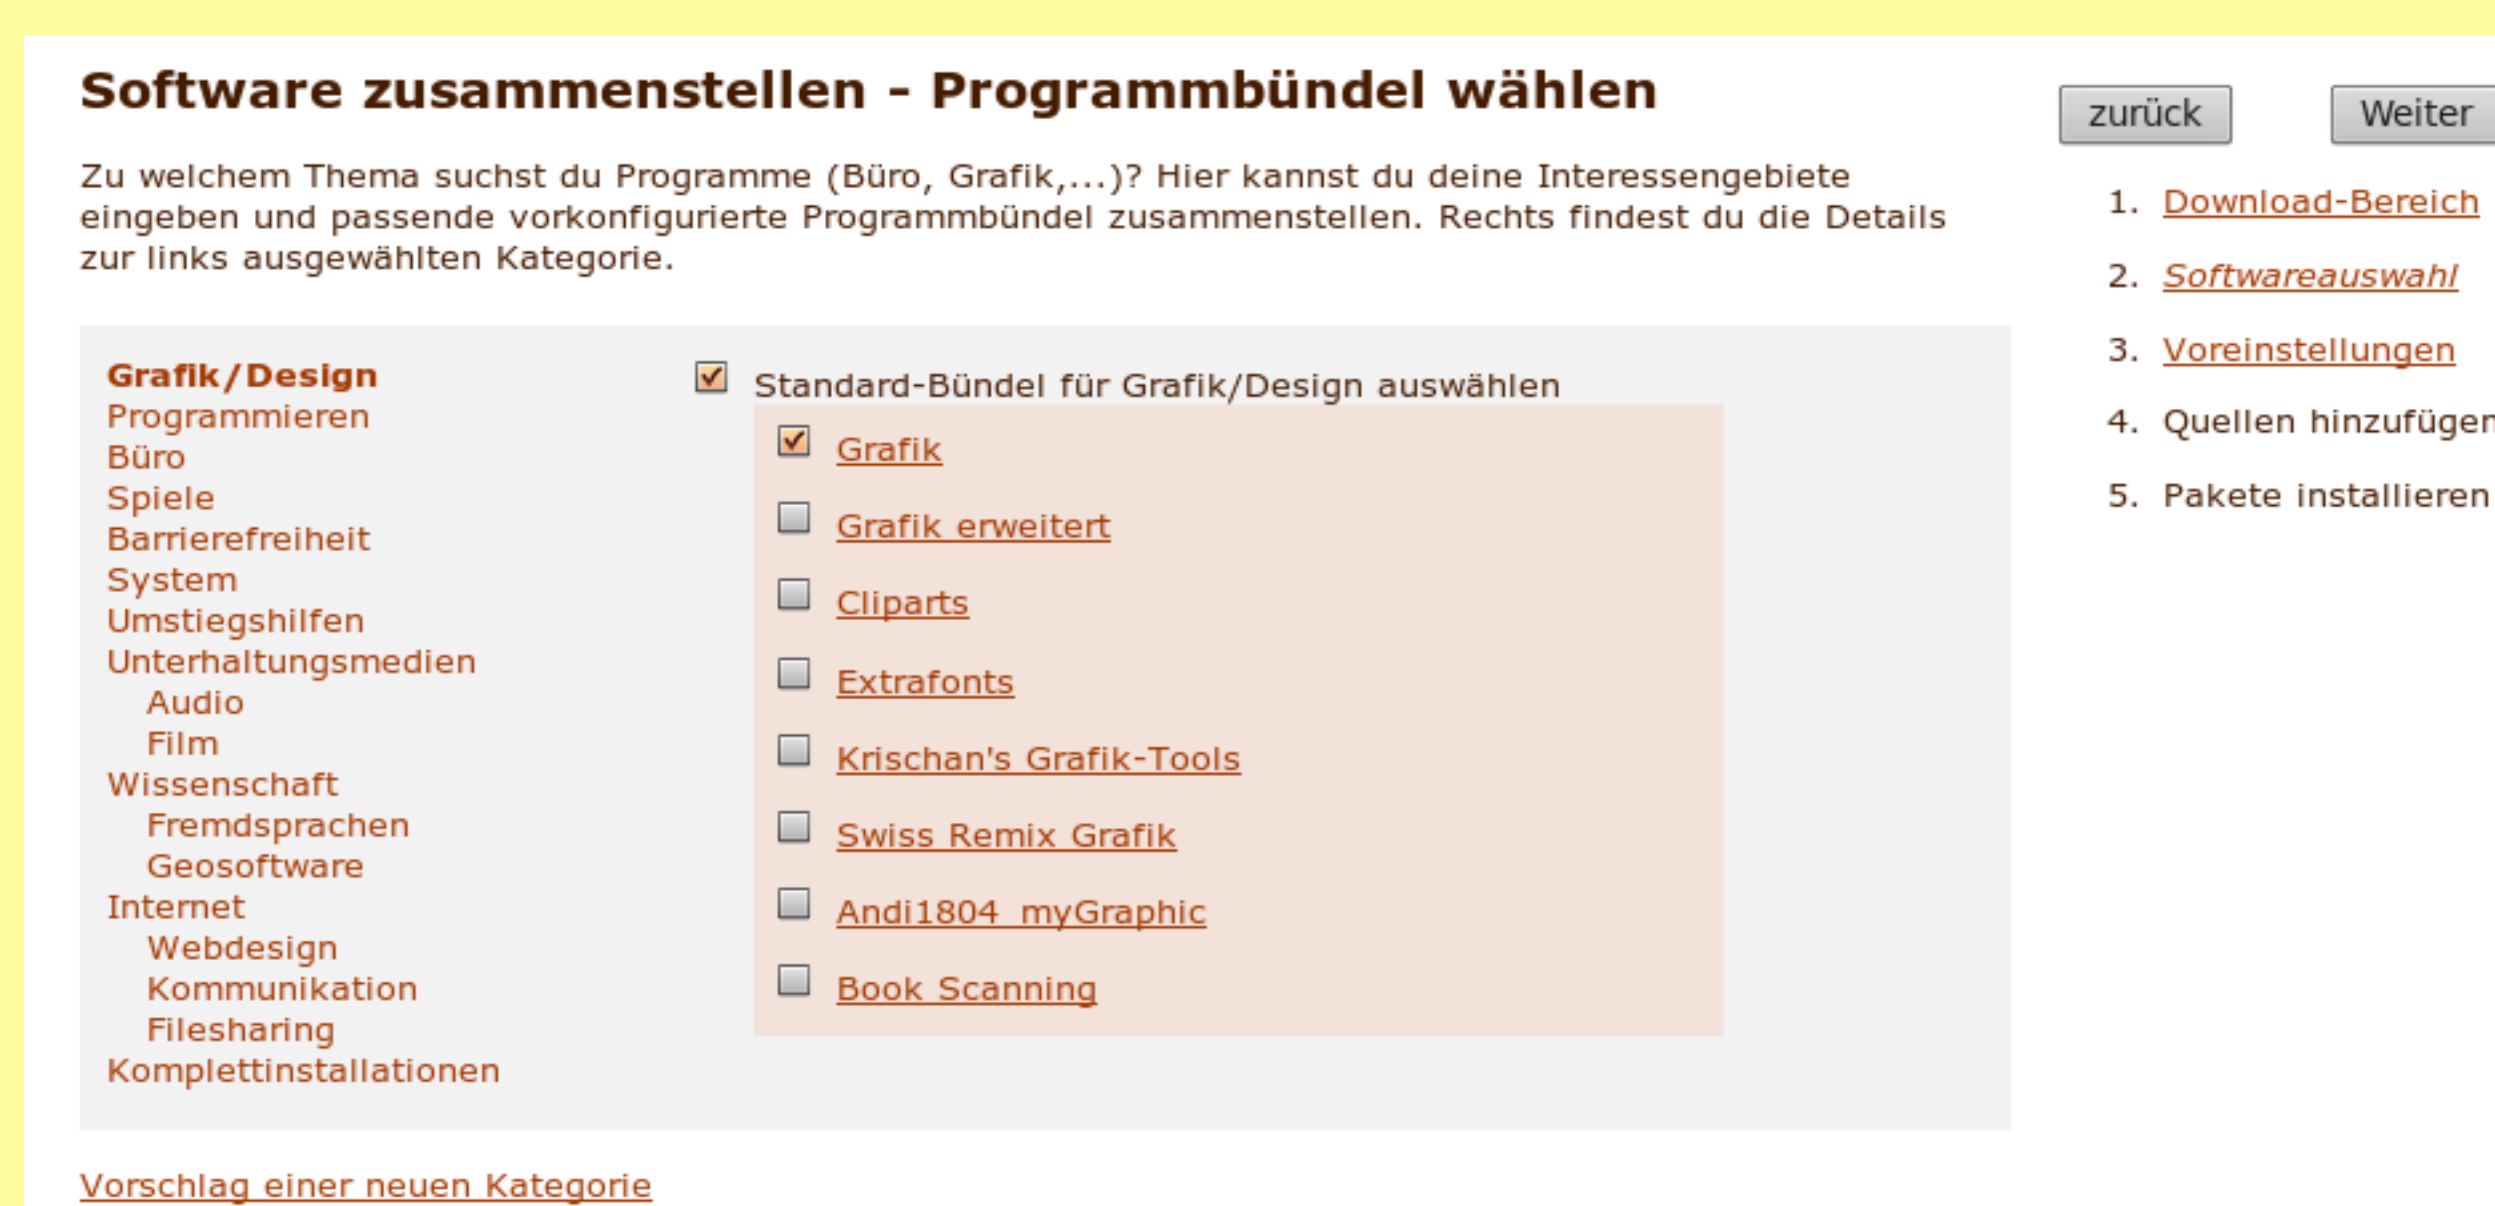 Software zusammenstellen - Programmbündel wählen
Zu welchem Thema suchst du Programme (Büro, Grafik,...)? Hier kannst du deine Interessengebiete
eingeben und passende vorkonfigurierte Programmbündel zusammenstellen. Rechts findest du die Details
zur links ausgewählten Kategorie.
Grafik/Design
Programmieren
Büro
Spiele
Barrierefreiheit
System
Umstiegshilfen
Unterhaltungsmedien
Audio
Film
Wissenschaft
Fremdsprachen
Geosoftware
Internet
Webdesign
Kommunikation
Filesharing
Komplettinstallationen
Standard-Bündel für Grafik/Design auswählen
Grafik
Grafik erweitert
Cliparts
Extrafonts
Krischan's Grafik-Tools
Swiss Remix Grafik
Andi1804 myGraphic
Book Scanning
Vorschlag einer neuen Kategorie
zurück
Weiter
1. Download-Bereich
2. Softwareauswahl
3. Voreinstellungen
4. Quellen hinzufügen
5. Pakete installieren